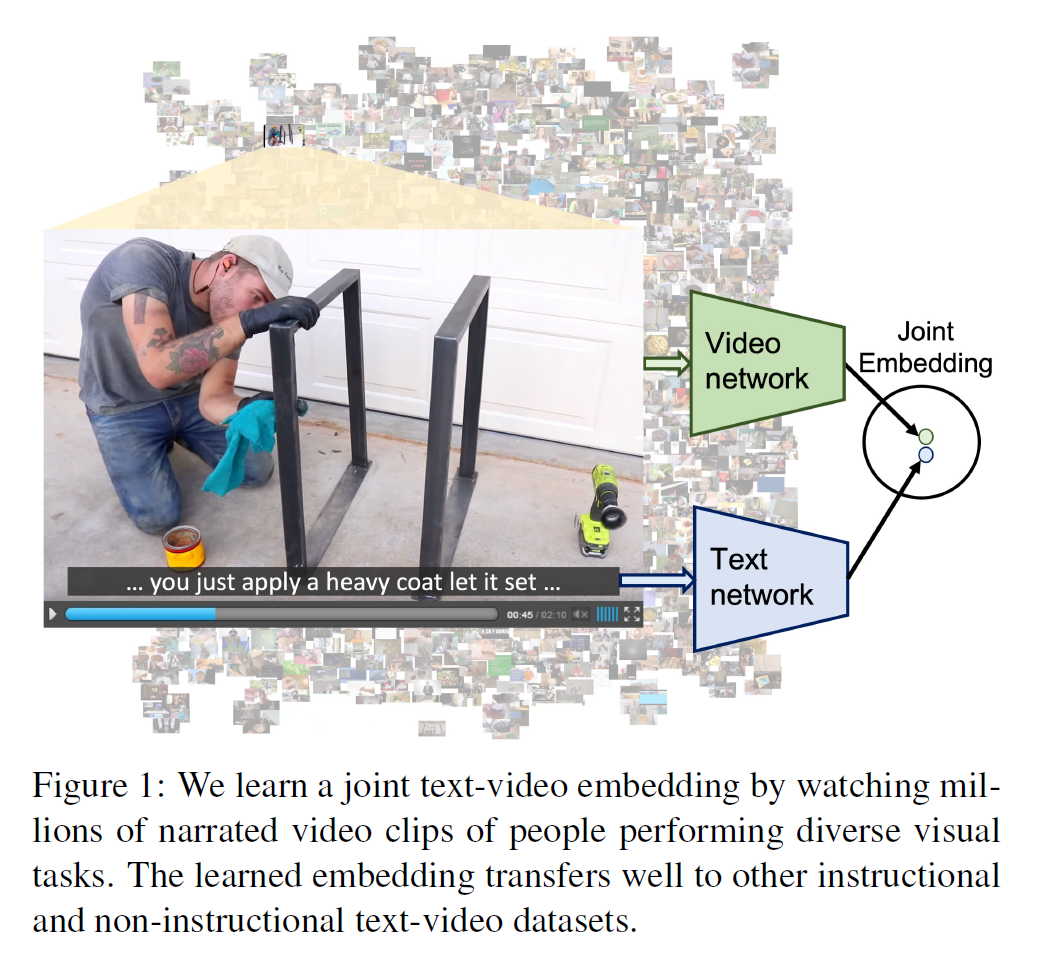 Video
network
Joint
Embedding
Text
network
... you just apply a heavy coat let it set ...
00:45 / 02:10
Figure 1: We learn a joint text-video embedding by watching mil-
lions of narrated video clips of people performing diverse visual
tasks. The learned embedding transfers well to other instructional
and non-instructional text-video datasets.